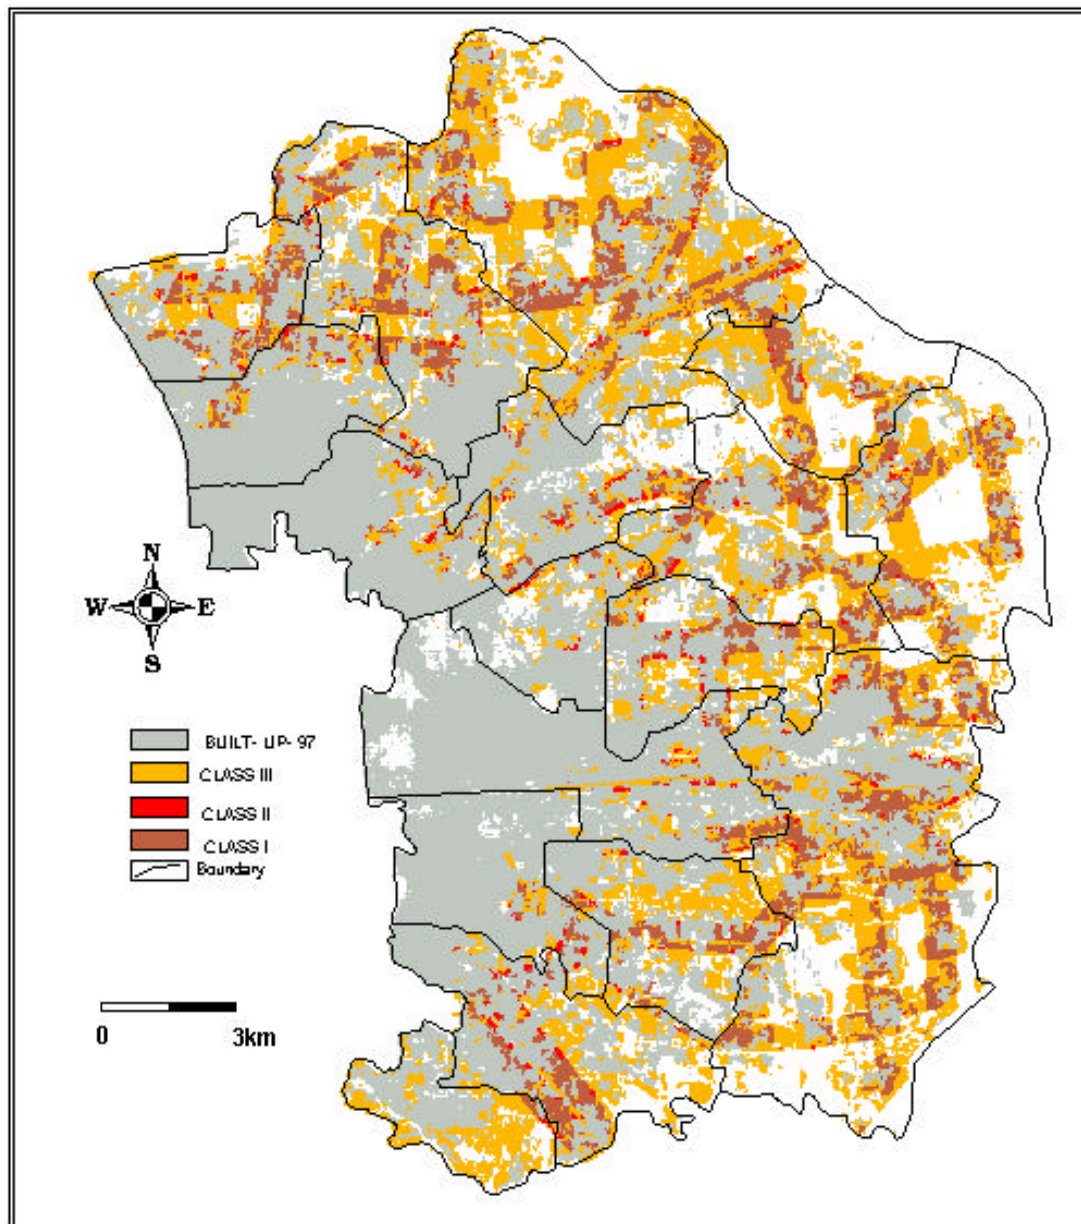 N
W E
S
BUILT- UP- 97
CLASS III
CLASS II
CLASS I
Boundary
0 3km